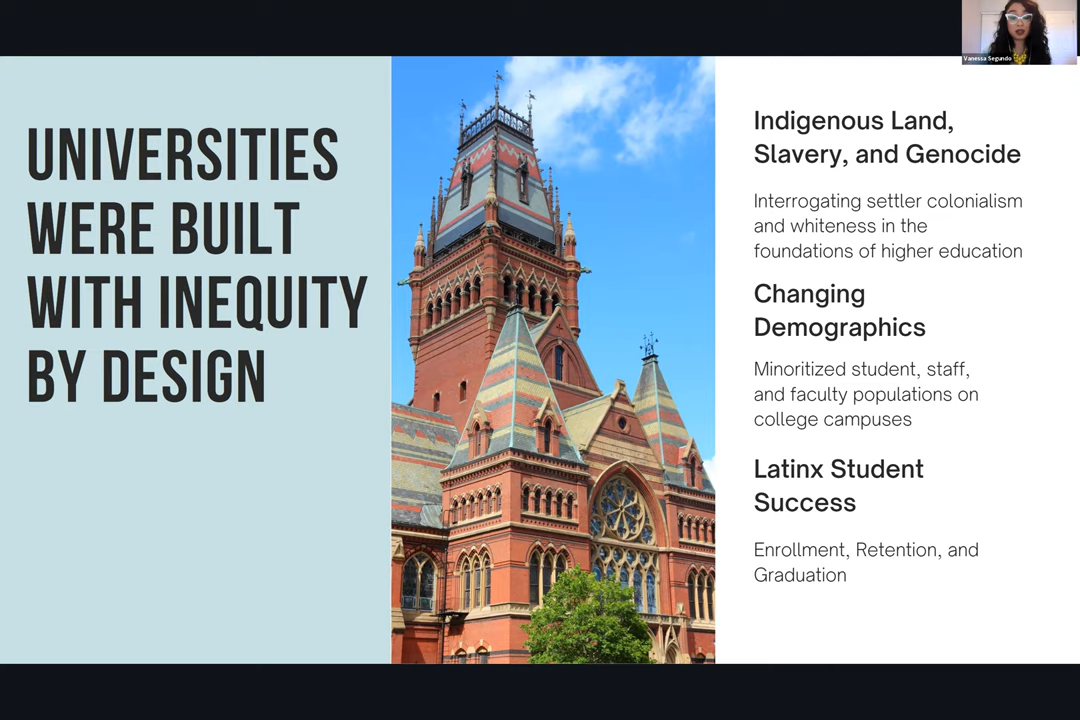 Vanessa Segundo
UNIVERSITIES
WERE BUILT
WITH INEQUITY
BY DESIGN
Indigenous Land,
Slavery, and Genocide
Interrogating settler colonialism
and whiteness in the
foundations of higher education
Changing
Demographics
Minoritized student, staff,
and faculty populations on
college campuses
Latinx Student
Success
Enrollment, Retention, and
Graduation